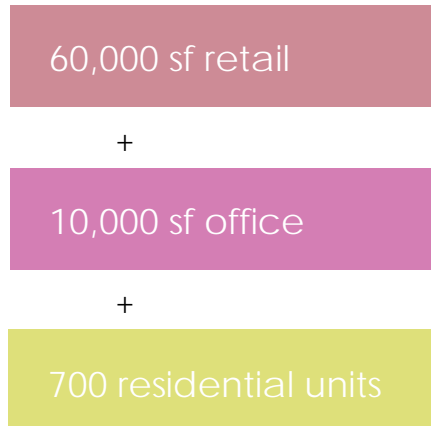 60,000 sf retail
+
10,000 sf office
+
700 residential units